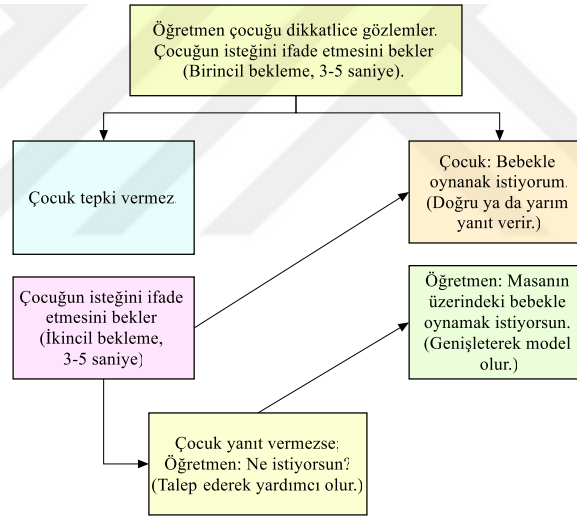 Öğretmen çocuğu dikkatlice gözlemler.
Çocuğun isteğini ifade etmesini bekler
(Birincil bekleme, 3-5 saniye).
Çocuk tepki vermez.
Çocuk: Bebekle
oynanak istiyorum.
(Doğru ya da yarım
yanıt verir.)
Çocuğun isteğini ifade
etmesini bekler
(İkincil bekleme,
3-5 saniye)
Öğretmen: Masanın
üzerindeki bebekle
oynamak istiyorsun.
(Genişleterek model
olur.)
Çocuk yanıt vermezse:
Öğretmen: Ne istiyorsun?
(Talep ederek yardımcı olur.)